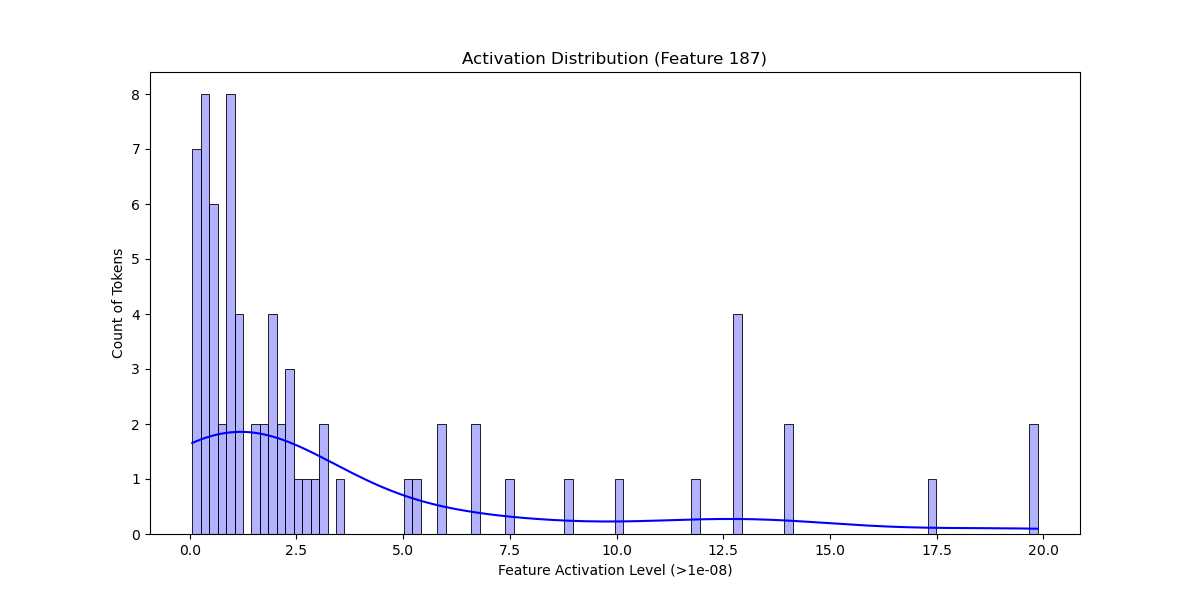 Activation Distribution (Feature 187)
Count of Tokens
8
7
6
5
4
3
2
1
0
0.0 2.5 5.0 7.5 10.0 12.5 15.0 17.5 20.0
Feature Activation Level (>1e-08)